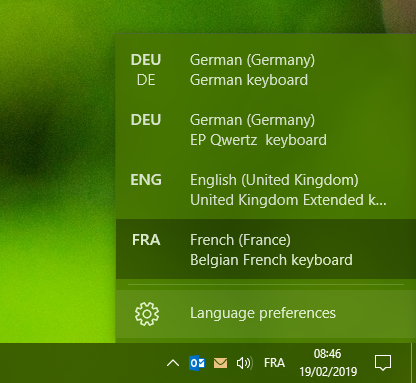 DEU German (Germany)
DE German keyboard
DEU German (Germany)
EP Qwertz keyboard
ENG English (United Kingdom)
United Kingdom Extended k...
FRA French (France)
Belgian French keyboard
Language preferences
FRA 08:46
19/02/2019